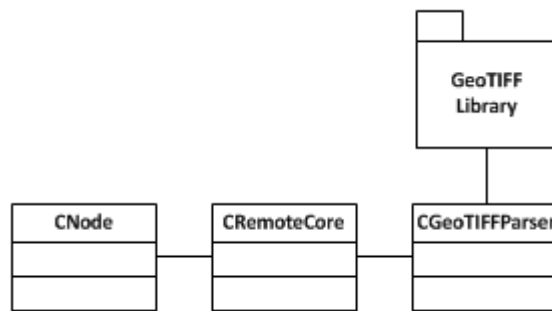 GeoTIFF
Library
CNode
CRemoteCore
CGeoTIFFParser